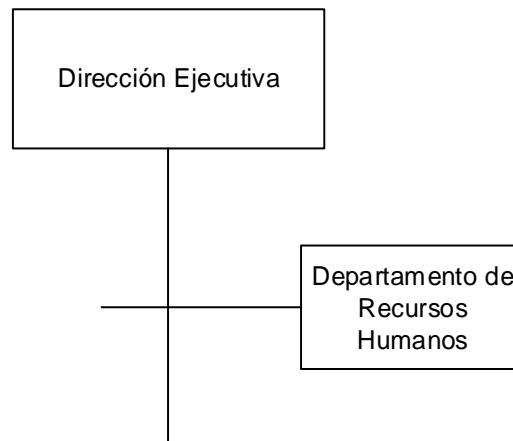 Dirección Ejecutiva
Departamento de
Recursos
Humanos